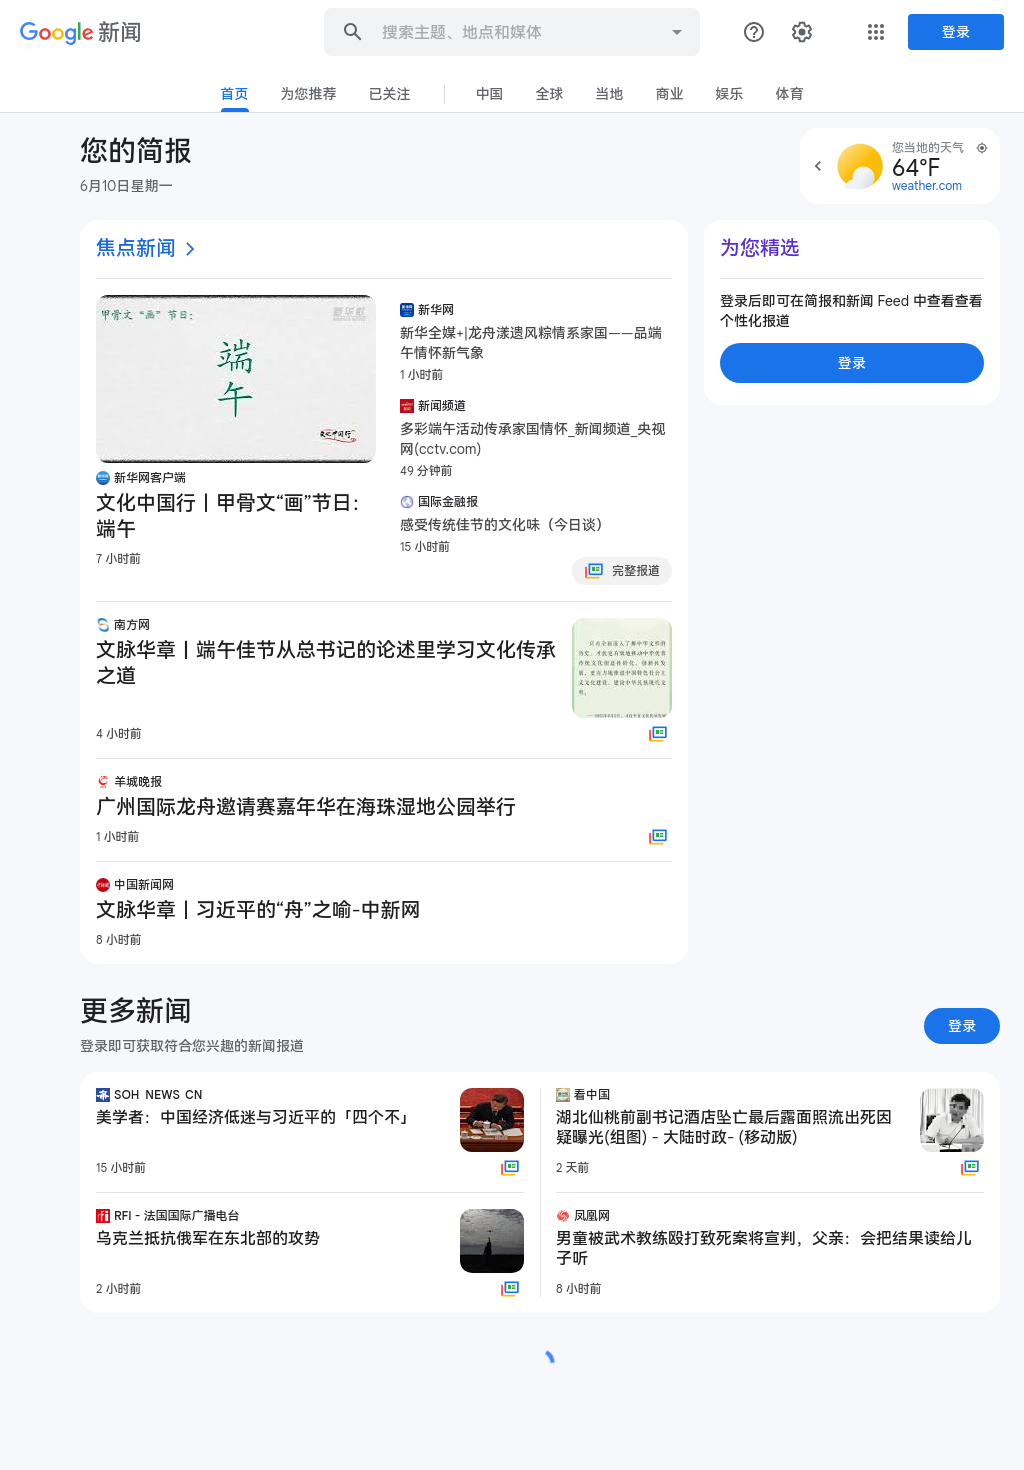 Google 新闻
搜索主题、地点和媒体
登录
首页
为您推荐
已关注
中国
全球
当地
商业
娱乐
体育
您的简报
6月10日星期一
您当地的天气
64°F
weather.com
焦点新闻
甲骨文“画”节日：
新华社
端
午
文化中国行
新华网客户端
文化中国行丨甲骨文“画”节日：
端午
7 小时前
新华网
新华全媒+|龙舟漾遗风粽情系家国——品端
午情怀新气象
1 小时前
新闻频道
多彩端午活动传承家国情怀_新闻频道_央视
网(cctv.com)
49 分钟前
国际金融报
感受传统佳节的文化味（今日谈）
15 小时前
完整报道
南方网
文脉华章丨端午佳节从总书记的论述里学习文化传承
之道
4 小时前
羊城晚报
广州国际龙舟邀请赛嘉年华在海珠湿地公园举行
1 小时前
中国新闻网
文脉华章丨习近平的“舟”之喻-中新网
8 小时前
为您精选
登录后即可在简报和新闻 Feed 中查看查看
个性化报道
登录
更多新闻
登录即可获取符合您兴趣的新闻报道
登录
SOH NEWS CN
美学者：中国经济低迷与习近平的「四个不」
15 小时前
看中国
湖北仙桃前副书记酒店坠亡最后露面照流出死因
疑曝光(组图) - 大陆时政- (移动版)
2 天前
RFI - 法国国际广播电台
乌克兰抵抗俄军在东北部的攻势
2 小时前
凤凰网
男童被武术教练殴打致死案将宣判，父亲：会把结果读给儿
子听
8 小时前